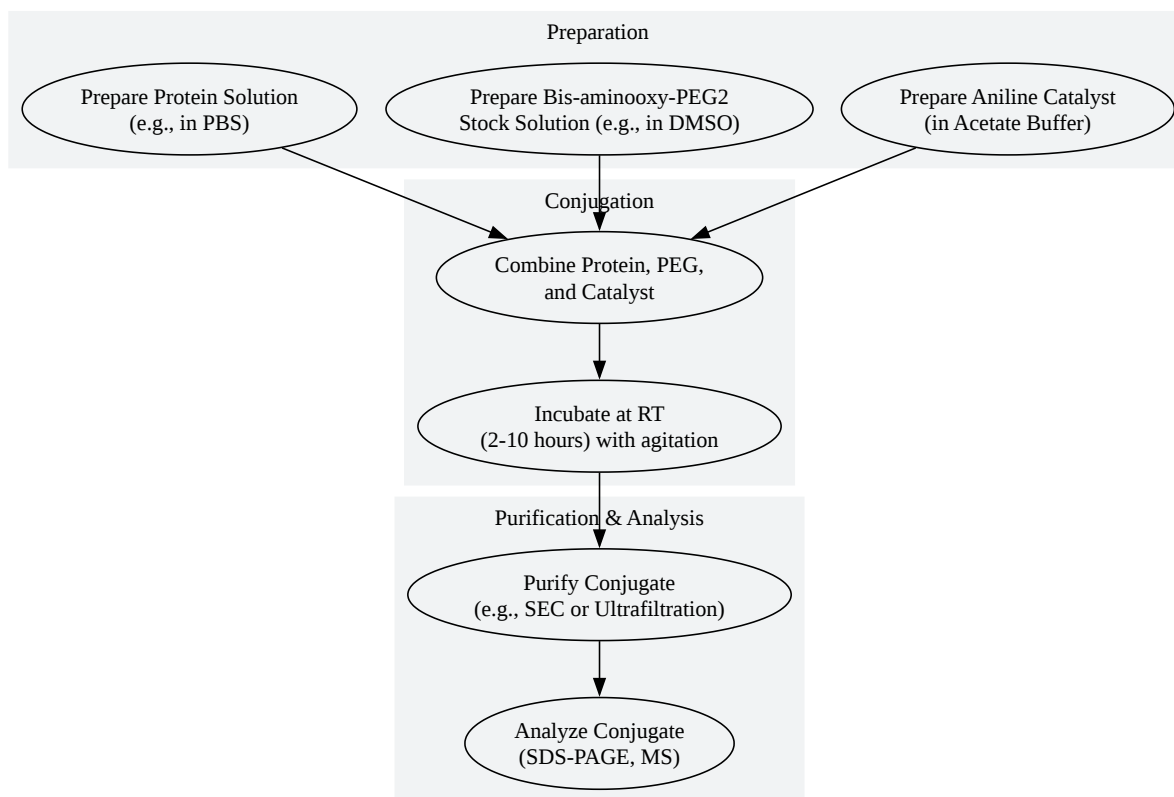 Preparation
Prepare Protein Solution
(e.g., in PBS)
Prepare Bis-aminooxy-PEG2
Stock Solution (e.g., in DMSO)
Prepare Aniline Catalyst
(in Acetate Buffer)
Conjugation
Combine Protein, PEG,
and Catalyst
Incubate at RT
(2-10 hours) with agitation
Purification & Analysis
Purify Conjugate
(e.g., SEC or Ultrafiltration)
Analyze Conjugate
(SDS-PAGE, MS)